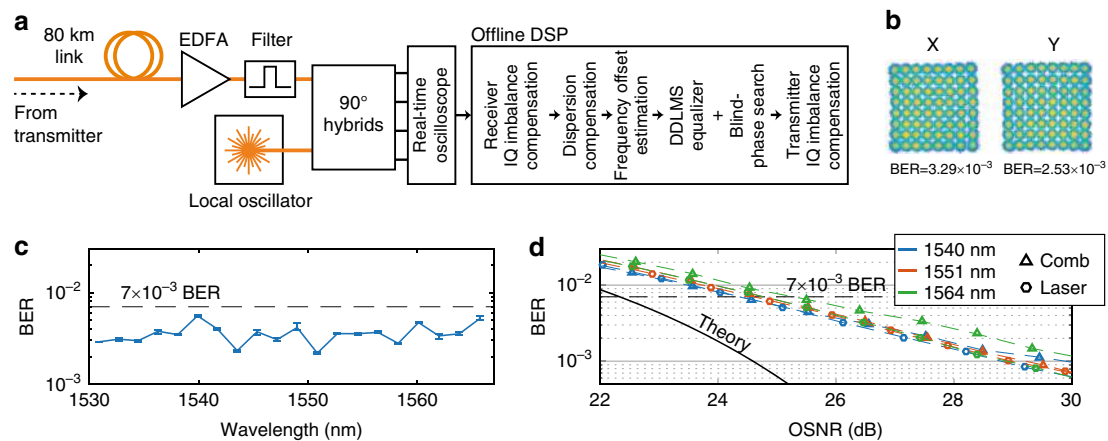 a
80 km
link
EDFA
Filter
From
transmitter
90°
hybrids
Local oscillator
Real-time
oscilloscope
Offline DSP
Receiver
IQ imbalance
compensation
Dispersion
compensation
Frequency offset
estimation
DDLMS
equalizer
+
Blind-
phase search
Transmitter
IQ imbalance
compensation
b
X
Y
BER=3.29×10⁻³
BER=2.53×10⁻³
c
BER
10⁻²
10⁻³
7×10⁻³ BER
1530
1540
1550
1560
Wavelength (nm)
d
BER
10⁻²
10⁻³
7×10⁻³ BER
Theory
1540 nm
1551 nm
1564 nm
Comb
Laser
22
24
26
28
30
OSNR (dB)